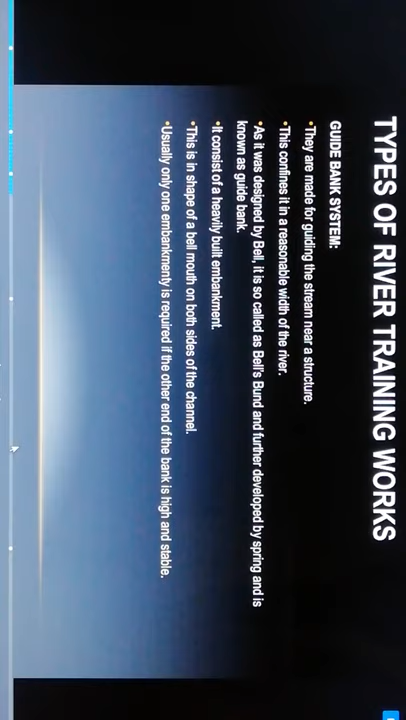 TYPES OF RIVER TRAINING WORKS
GUIDE BANK SYSTEM:
•They are made for guiding the stream near a structure.
•This confines it in a reasonable width of the river.
•As it was designed by Bell, it is so called as Bell's Bund and further developed by spring and is
known as guide bank.
•It consist of a heavily built embankment.
•This is in shape of a bell mouth on both sides of the channel.
•Usually only one embankmenty is required if the other end of the bank is high and stable.